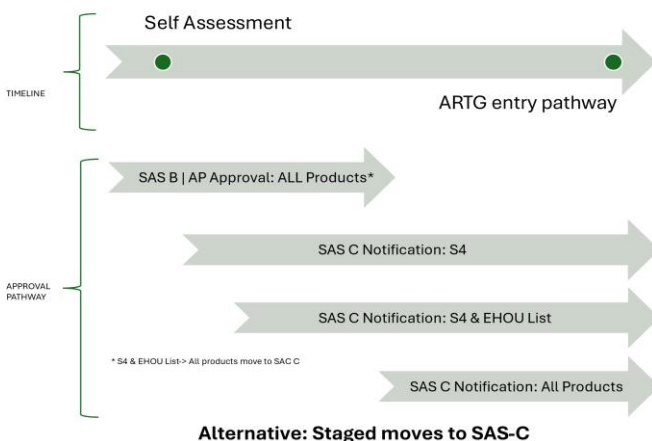 Self Assessment
TIMELINE
ARTG entry pathway
SAS B | AP Approval: ALL Products*
SAS C Notification: S4
APPROVAL
PATHWAY
SAS C Notification: S4 & EHOU List
* S4 & EHOU List-> All products move to SAC C
SAS C Notification: All Products
Alternative: Staged moves to SAS-C